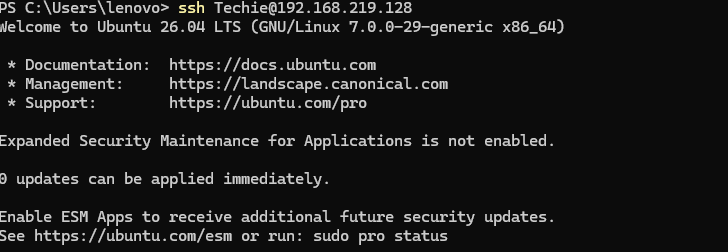 PS C:\Users\lenovo> ssh Techie@192.168.219.128
Welcome to Ubuntu 26.04 LTS (GNU/Linux 7.0.0-29-generic x86_64)
* Documentation: https://docs.ubuntu.com
* Management: https://landscape.canonical.com
* Support: https://ubuntu.com/pro
Expanded Security Maintenance for Applications is not enabled.
0 updates can be applied immediately.
Enable ESM Apps to receive additional future security updates.
See https://ubuntu.com/esm or run: sudo pro status